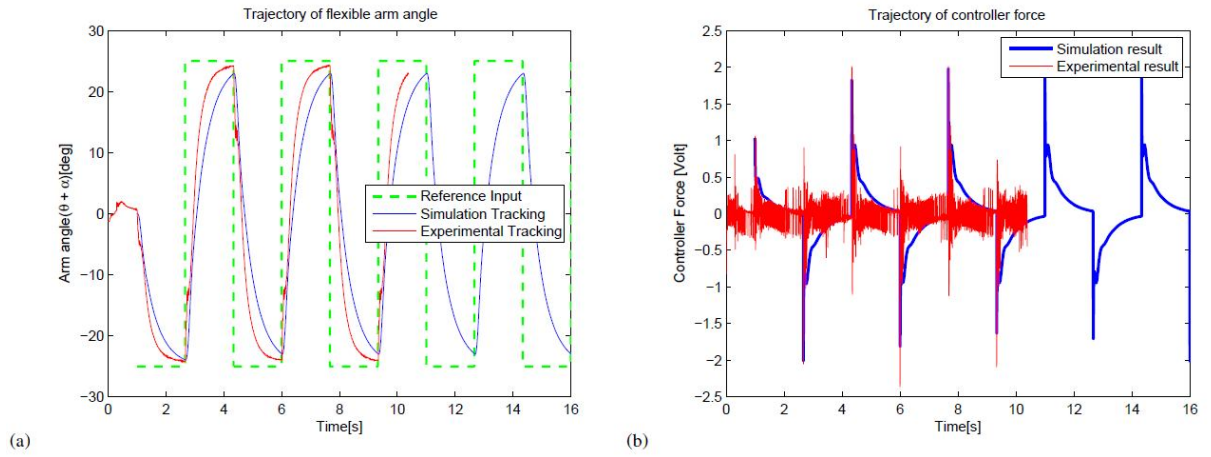 Trajectory of flexible arm angle
30
20
10
0
−10
−20
−30
Arm angle(θ + α)[deg]
Reference Input
Simulation Tracking
Experimental Tracking
0 2 4 6 8 10 12 14 16
Time[s]
(a)
Trajectory of controller force
2.5
2
1.5
1
0.5
0
−0.5
−1
−1.5
−2
−2.5
Controller Force [Volt]
Simulation result
Experimental result
0 2 4 6 8 10 12 14 16
Time[s]
(b)